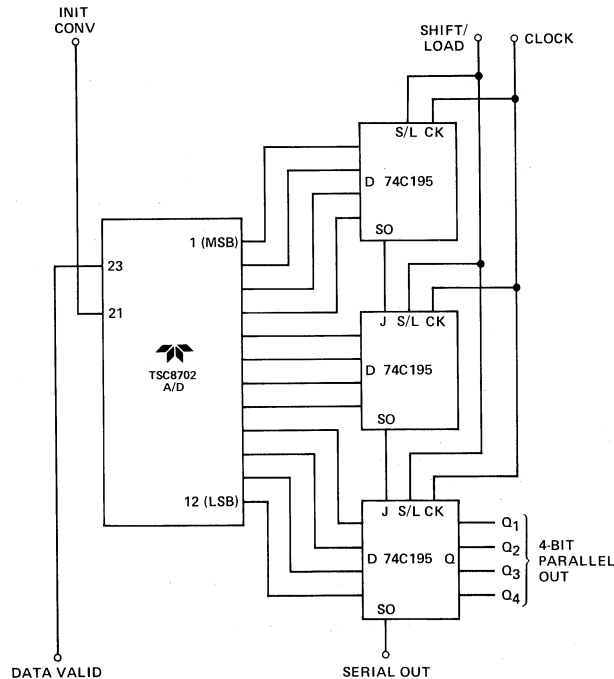 INIT
CONV
SHIFT/
LOAD
CLOCK
S/L CK
D 74C195
SO
1 (MSB)
23
21
TSC8702
A/D
12 (LSB)
J S/L CK
D 74C195
SO
J S/L CK
D 74C195 Q
SO
Q1
Q2
Q3
Q4
4-BIT
PARALLEL
OUT
DATA VALID
SERIAL OUT